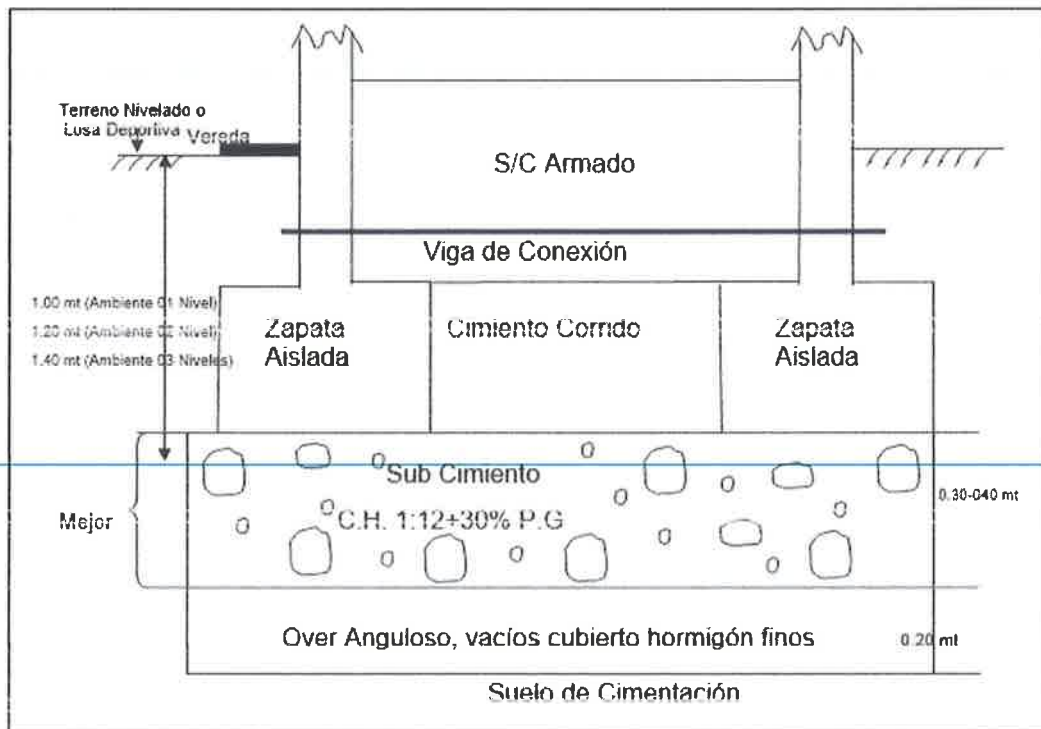 Terreno Nivelado o
Losa Deportiva Vereda
S/C Armado
Viga de Conexión
1.00 mt (Ambiente 01 Nivel)
1.20 mt (Ambiente 02 Nivel)
1.40 mt (Ambiente 03 Niveles)
Zapata
Aislada
Cimiento Corrido
Zapata
Aislada
Sub Cimiento
0.30-040 mt
Mejor
C.H. 1:12+30% P.G
Over Anguloso, vacíos cubierto hormigón finos
0.20 mt
Suelo de Cimentación